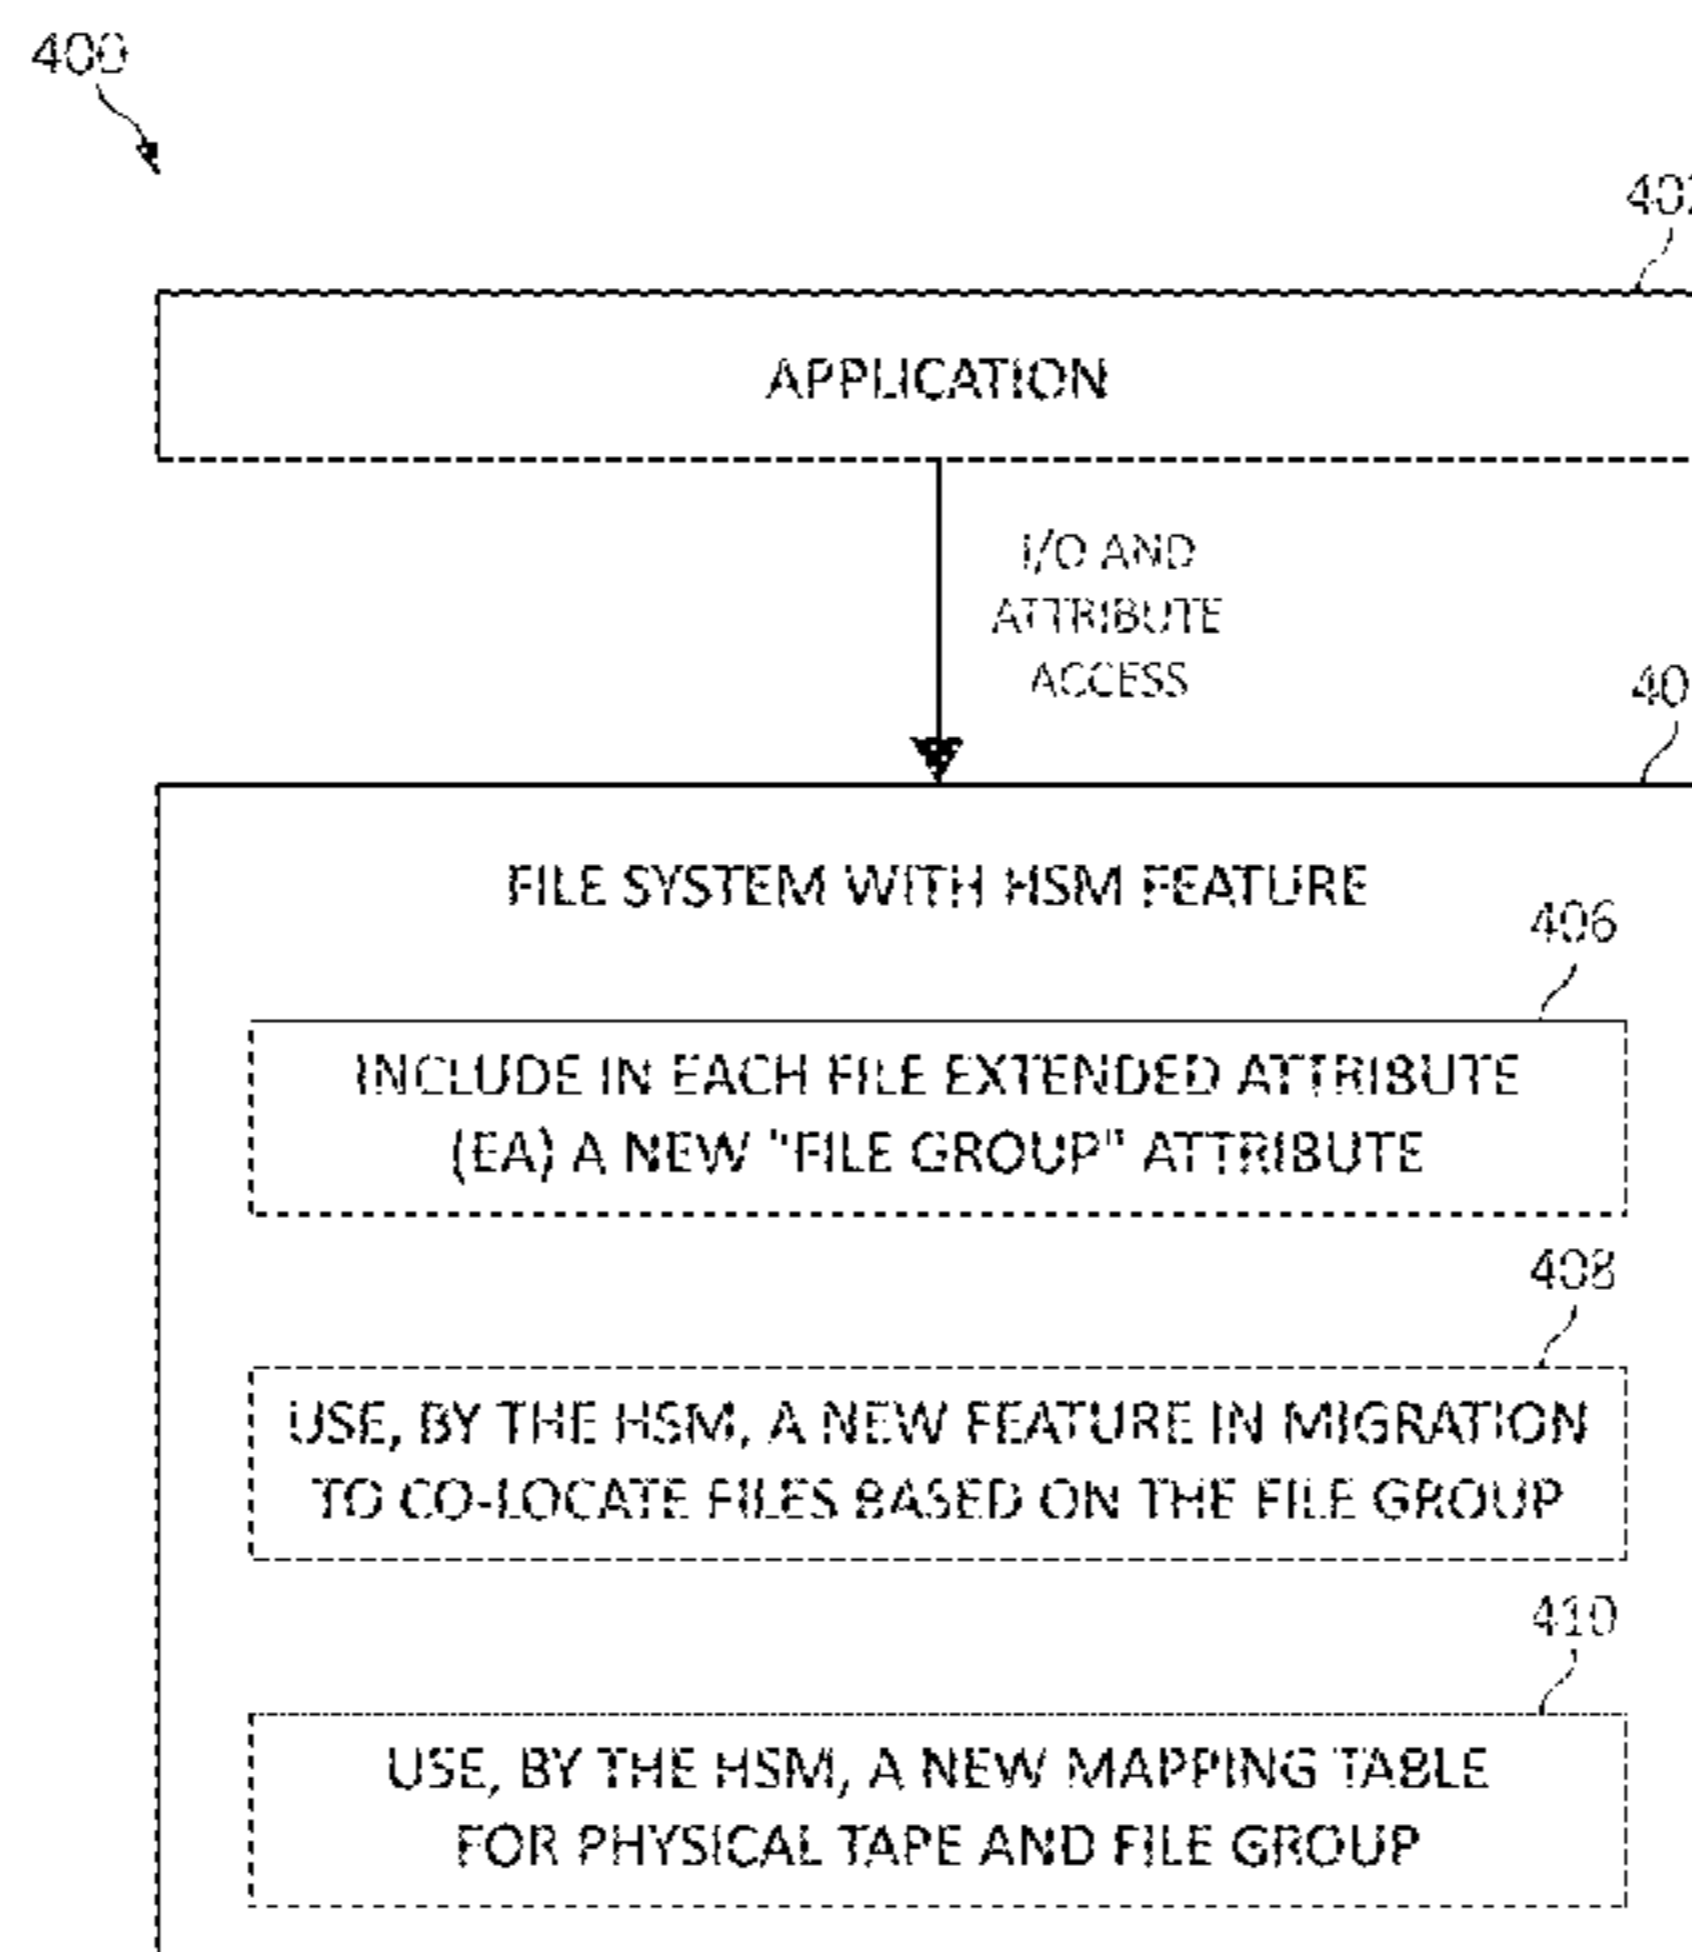 400
402
APPLICATION
I/O AND
ATTRIBUTE
ACCESS
40
FILE SYSTEM WITH HSM FEATURE
406
INCLUDE IN EACH FILE EXTENDED ATTRIBUTE
(EA) A NEW "FILE GROUP" ATTRIBUTE
408
USE, BY THE HSM, A NEW FEATURE IN MIGRATION
TO CO-LOCATE FILES BASED ON THE FILE GROUP
410
USE, BY THE HSM, A NEW MAPPING TABLE
FOR PHYSICAL TAPE AND FILE GROUP